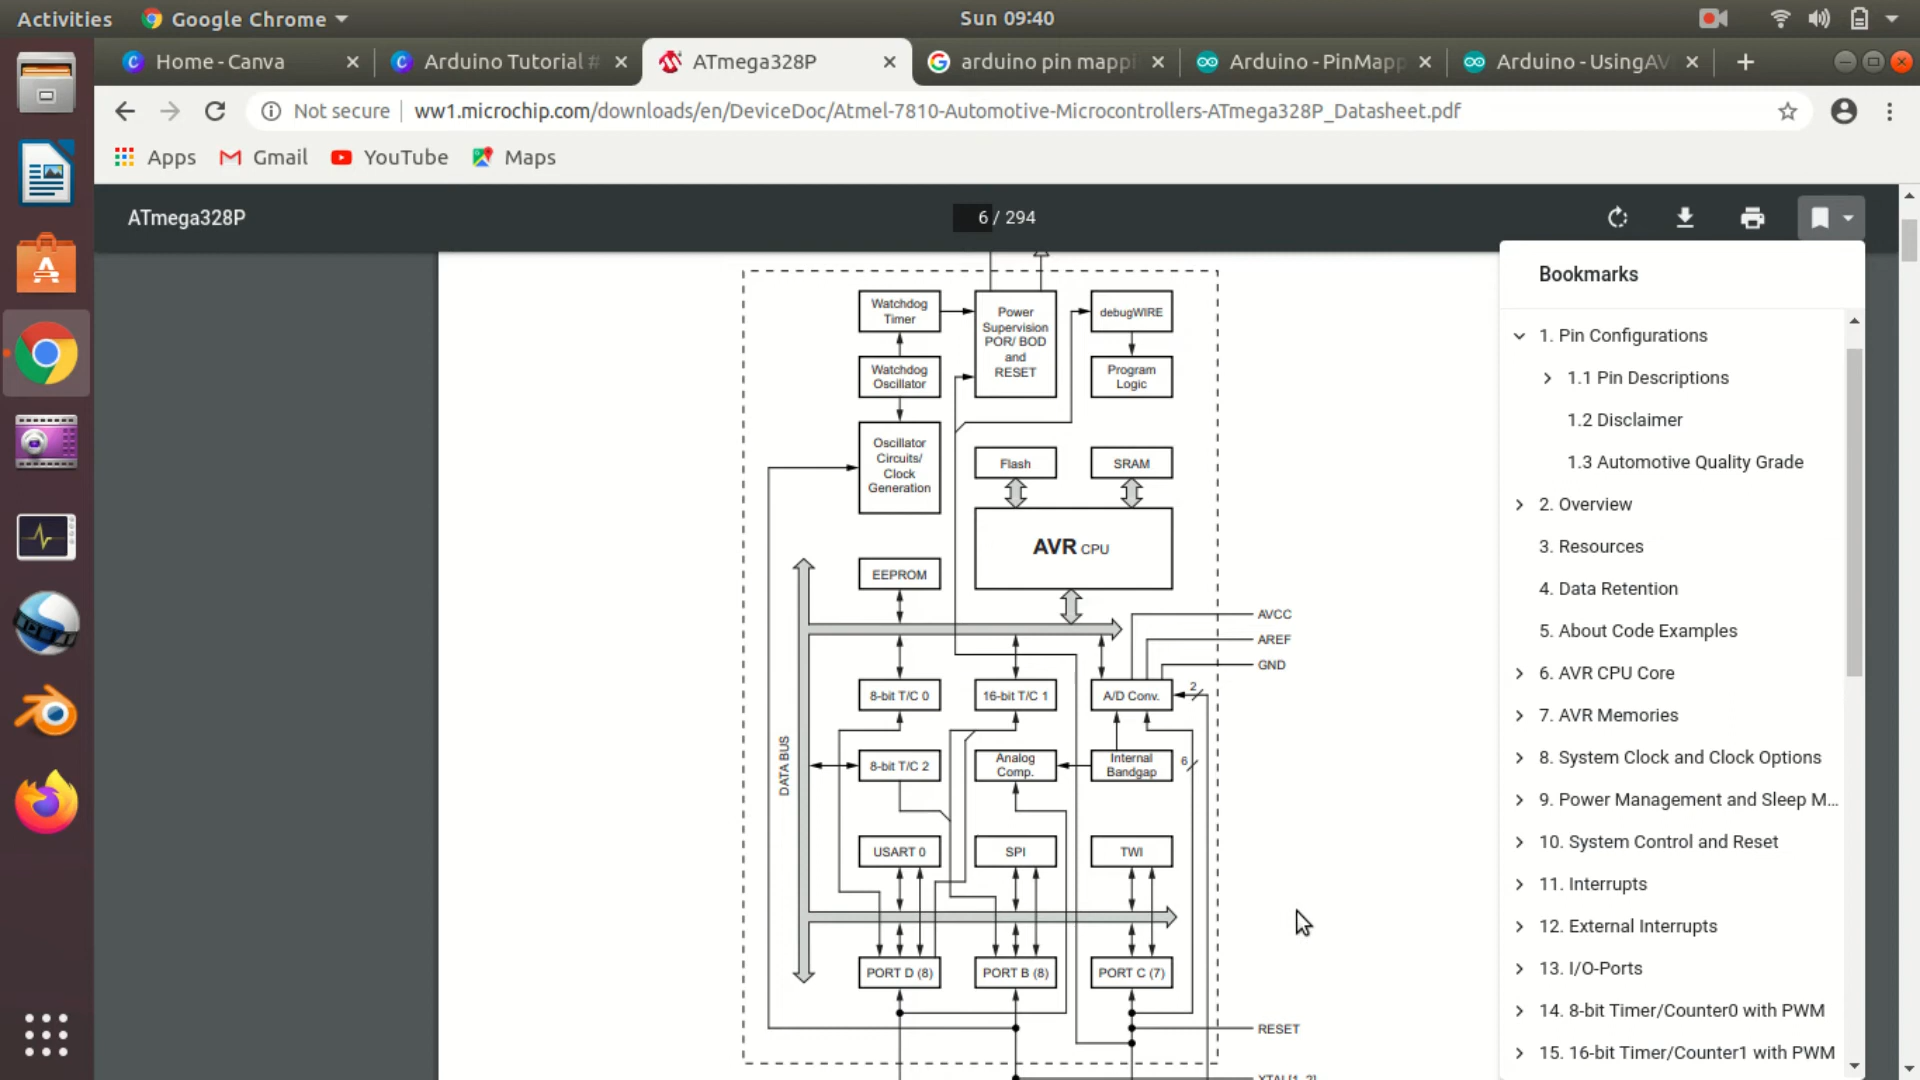 Activities
Google Chrome
Sun 09:40
Home - Canva
Arduino Tutorial #
ATmega328P
arduino pin mappi
Arduino - PinMapp
Arduino - UsingAV
Not secure
ww1.microchip.com/downloads/en/DeviceDoc/Atmel-7810-Automotive-Microcontrollers-ATmega328P_Datasheet.pdf
Apps
Gmail
YouTube
Maps
ATmega328P
6 / 294
Watchdog
Timer
Power
Supervision
POR/ BOD
and
RESET
debugWIRE
Watchdog
Oscillator
Program
Logic
Oscillator
Circuits/
Clock
Generation
Flash
SRAM
AVR CPU
EEPROM
AVCC
AREF
GND
8-bit T/C 0
16-bit T/C 1
A/D Conv.
2
DATA BUS
8-bit T/C 2
Analog
Comp.
Internal
Bandgap
6
USART 0
SPI
TWI
PORT D (8)
PORT B (8)
PORT C (7)
RESET
Bookmarks
1. Pin Configurations
1.1 Pin Descriptions
1.2 Disclaimer
1.3 Automotive Quality Grade
2. Overview
3. Resources
4. Data Retention
5. About Code Examples
6. AVR CPU Core
7. AVR Memories
8. System Clock and Clock Options
9. Power Management and Sleep M...
10. System Control and Reset
11. Interrupts
12. External Interrupts
13. I/O-Ports
14. 8-bit Timer/Counter0 with PWM
15. 16-bit Timer/Counter1 with PWM